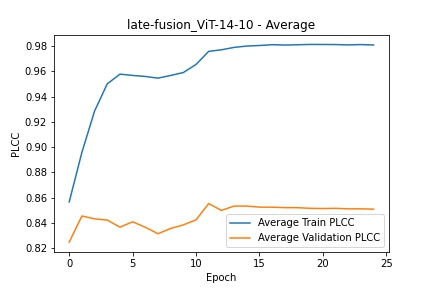 late-fusion_ViT-14-10 - Average
PLCC
0.98
0.96
0.94
0.92
0.90
0.88
0.86
0.84
0.82
Average Train PLCC
Average Validation PLCC
0 5 10 15 20 25
Epoch